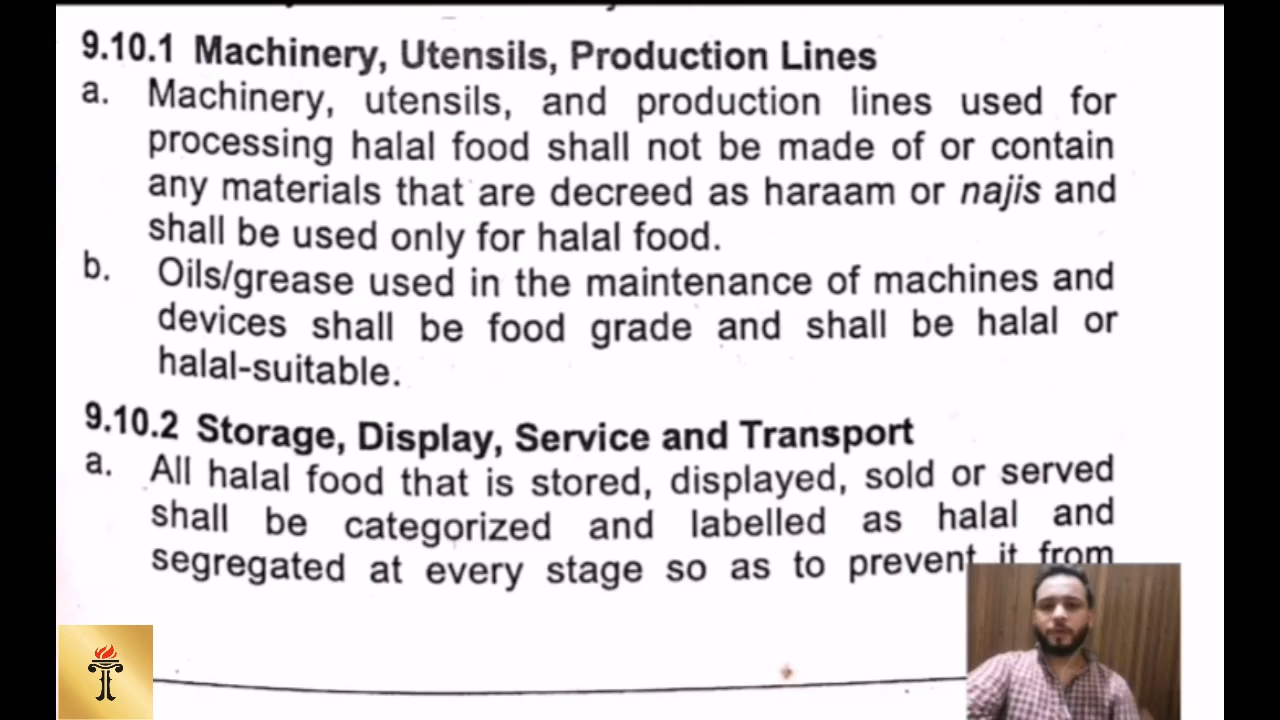 9.10.1 Machinery, Utensils, Production Lines
a. Machinery, utensils, and production lines used for
processing halal food shall not be made of or contain
any materials that are decreed as haraam or najis and
shall be used only for halal food.
b. Oils/grease used in the maintenance of machines and
devices shall be food grade and shall be halal or
halal-suitable.
9.10.2 Storage, Display, Service and Transport
a. All halal food that is stored, displayed, sold or served
shall be categorized and labelled as halal and
segregated at every stage so as to prevent it from